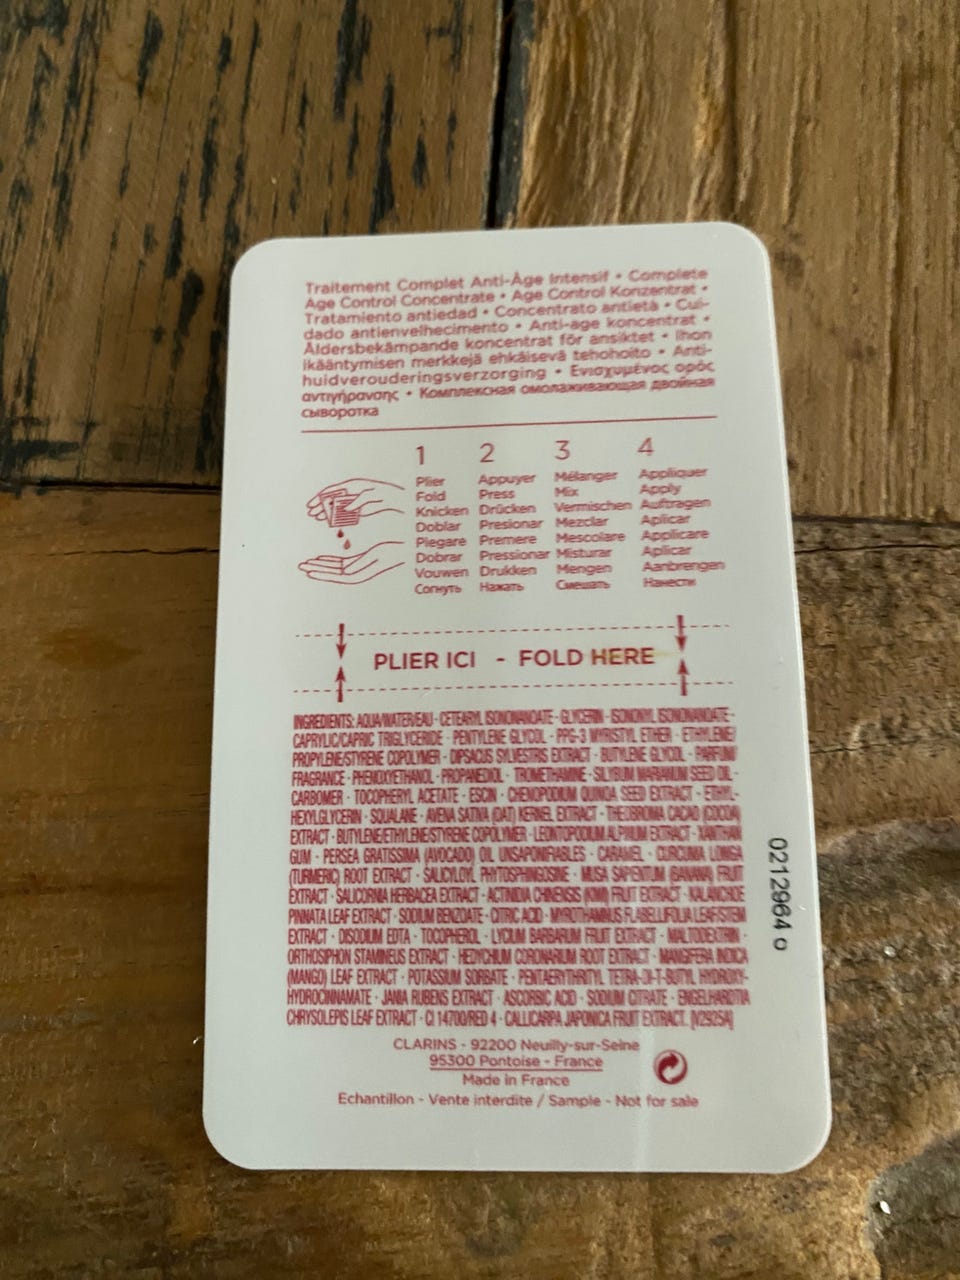 Traitement Complet Anti-Âge Intensif • Complete
Age Control Concentrate • Age Control Konzentrat •
Tratamiento antiedad • Concentrato antietà • Cui-
dado antienvelhecimento • Anti-age koncentrat •
Åldersbekämpande koncentrat för ansiktet • Ihon
ikääntymisen merkkejä ehkäisevä tehohoito • Anti-
huidverouderingsverzorging • Ενισχυμένος ορός
αντιγήρανσης • Комплексная омолаживающая двойная
сыворотка
1 2 3 4
Plier Appuyer Mélanger Appliquer
Fold Press Mix Apply
Knicken Drücken Vermischen Auftragen
Doblar Presionar Mezclar Aplicar
Piegare Premere Mescolare Applicare
Dobrar Pressionar Misturar Aplicar
Vouwen Drukken Mengen Aanbrengen
Согнуть Нажать Смешать Нанести
PLIER ICI - FOLD HERE
INGREDIENTS: AQUA/WATER/EAU - CETEARYL ISONONANOATE - GLYCERIN - ISONONYL ISONONANOATE -
CAPRYLIC/CAPRIC TRIGLYCERIDE - PENTYLENE GLYCOL - PPG-3 MYRISTYL ETHER - ETHYLENE/
PROPYLENE/STYRENE COPOLYMER - DIPSACUS SYLVESTRIS EXTRACT - BUTYLENE GLYCOL - PARFUM/
FRAGRANCE - PHENOXYETHANOL - PROPANEDIOL - TROMETHAMINE - SILYBUM MARIANUM SEED OIL -
CARBOMER - TOCOPHERYL ACETATE - ESCIN - CHENOPODIUM QUINOA SEED EXTRACT - ETHYL-
HEXYLGLYCERIN - SQUALANE - AVENA SATIVA (OAT) KERNEL EXTRACT - THEOBROMA CACAO (COCOA)
EXTRACT - BUTYLENE/ETHYLENE/STYRENE COPOLYMER - LEONTOPODIUM ALPINUM EXTRACT - XANTHAN
GUM - PERSEA GRATISSIMA (AVOCADO) OIL UNSAPONIFIABLES - CARAMEL - CURCUMA LONGA
(TURMERIC) ROOT EXTRACT - SALICYLOYL PHYTOSPHINGOSINE - MUSA SAPIENTUM (BANANA) FRUIT
EXTRACT - SALICORNIA HERBACEA EXTRACT - ACTINIDIA CHINENSIS (KIWI) FRUIT EXTRACT - KALANCHOE
PINNATA LEAF EXTRACT - SODIUM BENZOATE - CITRIC ACID - MYROTHAMNUS FLABELLIFOLIA LEAF/STEM
EXTRACT - DISODIUM EDTA - TOCOPHEROL - LYCIUM BARBARUM FRUIT EXTRACT - MALTODEXTRIN -
ORTHOSIPHON STAMINEUS EXTRACT - HEDYCHIUM CORONARIUM ROOT EXTRACT - MANGIFERA INDICA
(MANGO) LEAF EXTRACT - POTASSIUM SORBATE - PENTAERYTHRITYL TETRA-DI-T-BUTYL HYDROXY-
HYDROCINNAMATE - JANIA RUBENS EXTRACT - ASCORBIC ACID - SODIUM CITRATE - ENGELHARDTIA
CHRYSOLEPIS LEAF EXTRACT - CI 14700/RED 4 - CALLICARPA JAPONICA FRUIT EXTRACT. [V2925A]
CLARINS - 92200 Neuilly-sur-Seine
95300 Pontoise - France
Made in France
Echantillon - Vente interdite / Sample - Not for sale
0212964 o